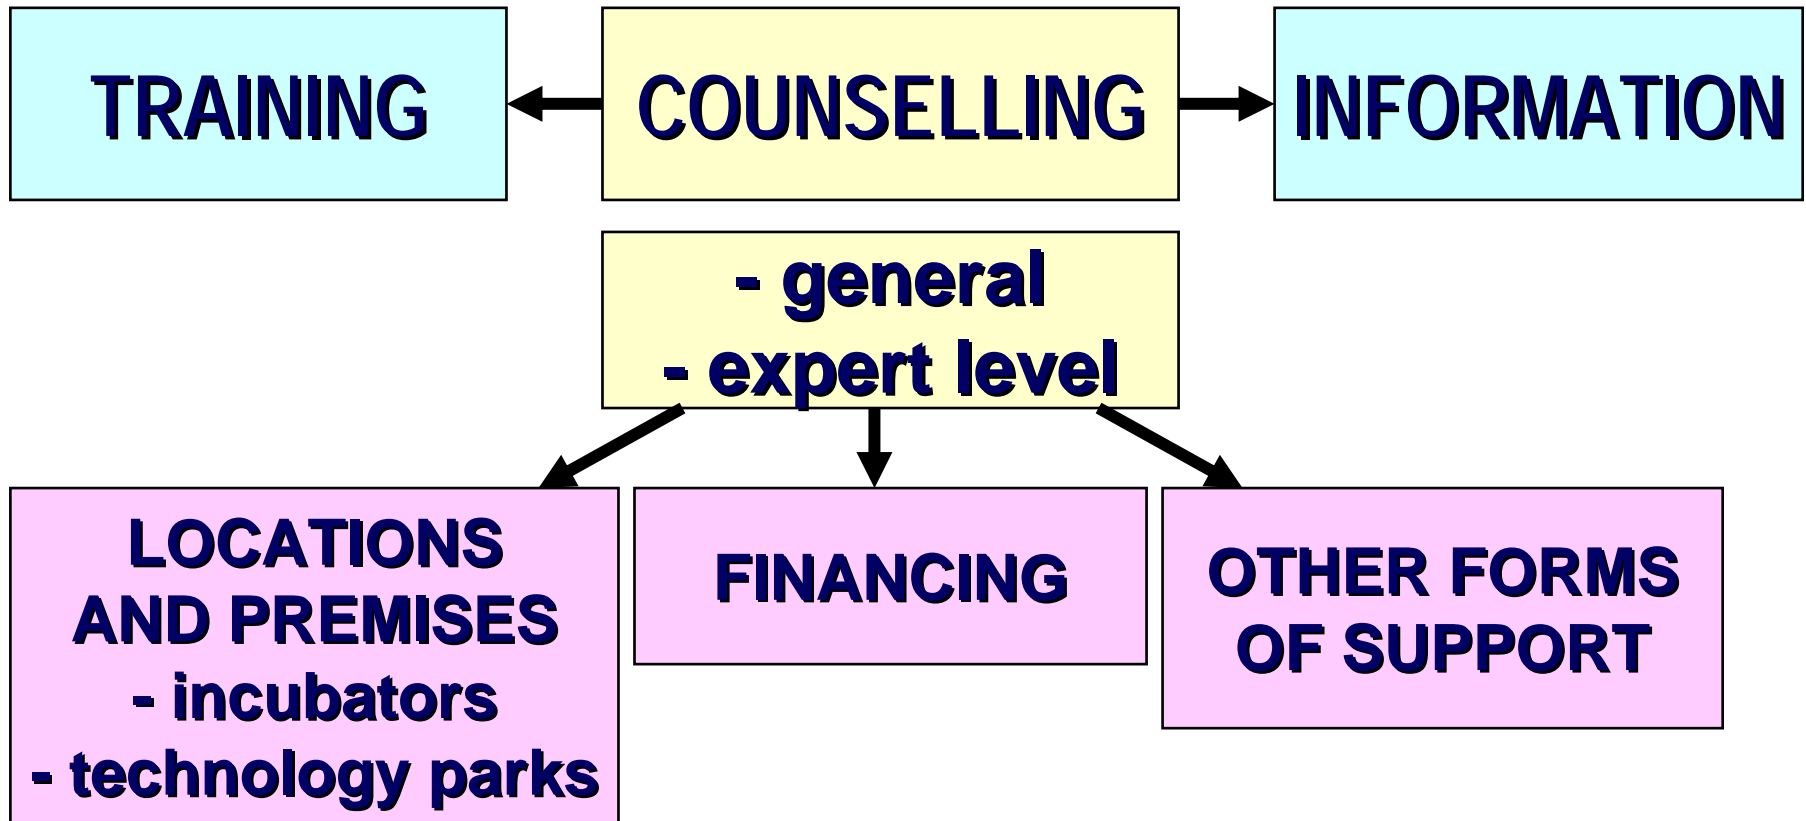 TRAINING
COUNSELLING
INFORMATION
- general
- expert level
LOCATIONS
AND PREMISES
- incubators
- technology parks
FINANCING
OTHER FORMS
OF SUPPORT